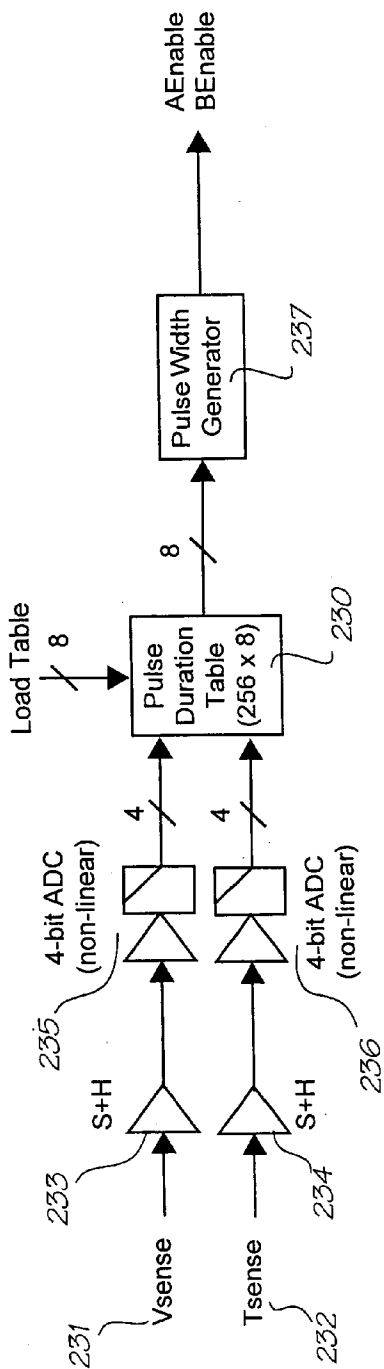 231
Vsense
233
S+H
235
4-bit ADC
(non-linear)
4
Load Table
8
Pulse
Duration
Table
(256 x 8)
230
8
Pulse Width
Generator
237
AEnable
BEnable
Tsense
232
S+H
234
4-bit ADC
(non-linear)
236
4